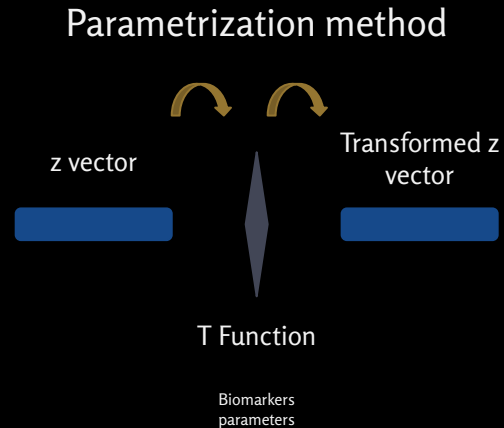 Parametrization method
z vector
Transformed z
vector
T Function
Biomarkers
parameters